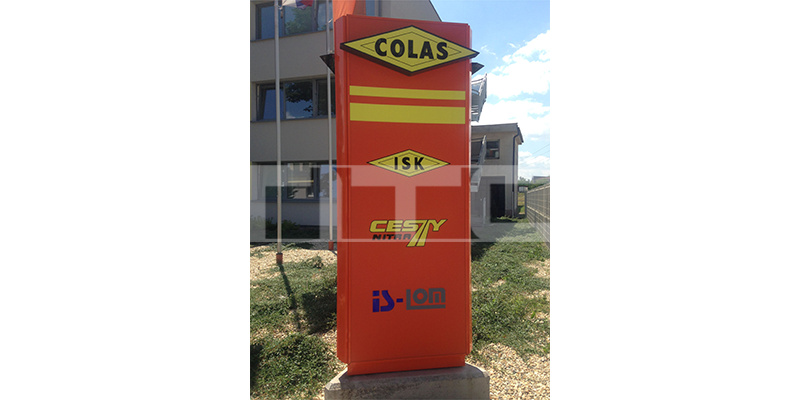 COLAS
ISK
CESTY
NITRA
iS-LOM